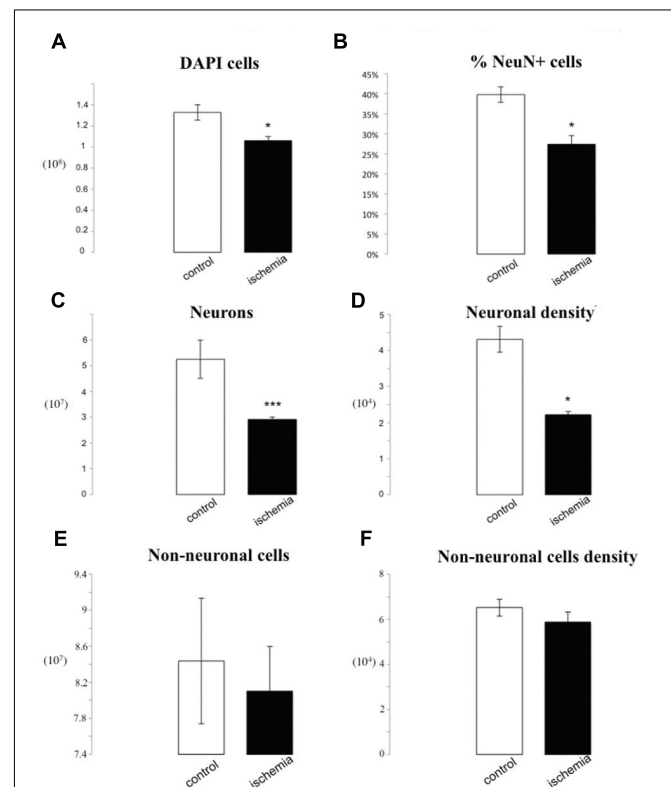 A
DAPI cells
1.4
1.2
1
0.8
0.6
0.4
0.2
0
(10⁸)
*
control
ischemia
B
% NeuN+ cells
45%
40%
35%
30%
25%
20%
15%
10%
5%
0%
*
control
ischemia
C
Neurons
6
5
4
3
2
1
0
(10⁷)
***
control
ischemia
D
Neuronal density
5
4
3
2
1
0
(10⁴)
*
control
ischemia
E
Non-neuronal cells
9.4
9
8.6
8.2
7.8
7.4
(10⁷)
control
ischemia
F
Non-neuronal cells density
8
6
4
2
0
(10⁴)
control
ischemia